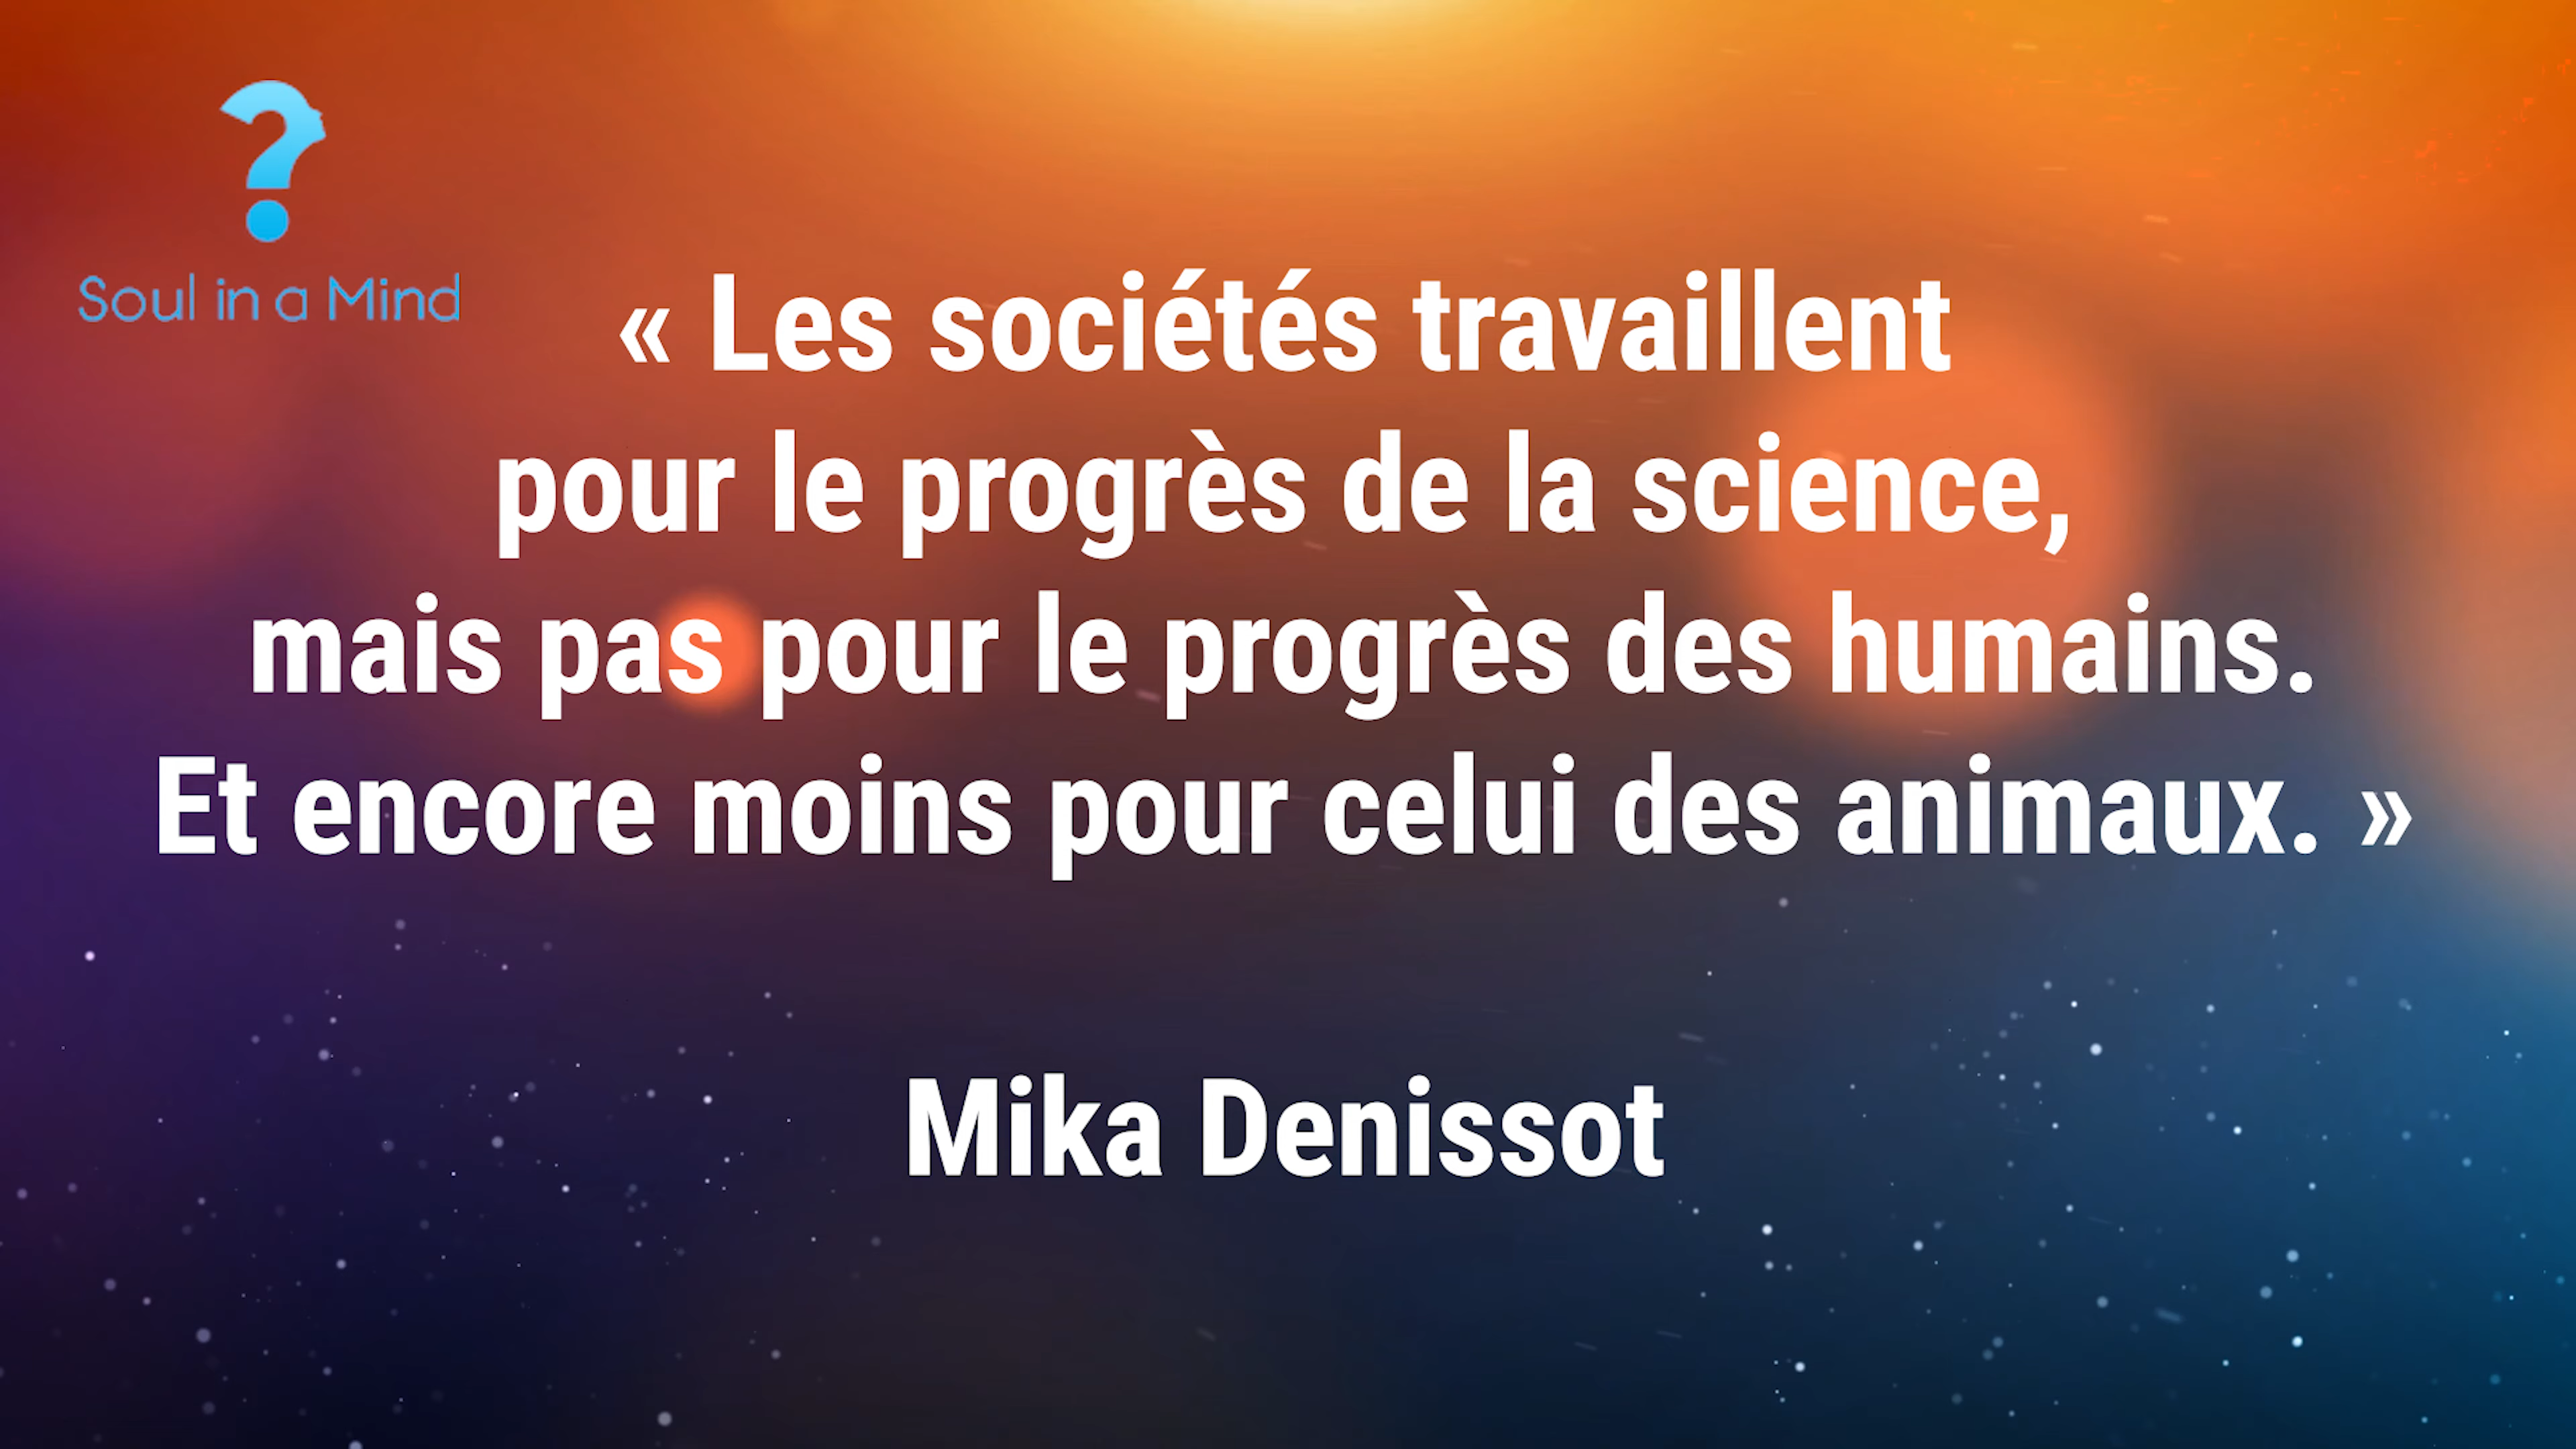 Soul in a Mind
« Les sociétés travaillent
pour le progrès de la science,
mais pas pour le progrès des humains.
Et encore moins pour celui des animaux. »
Mika Denissot